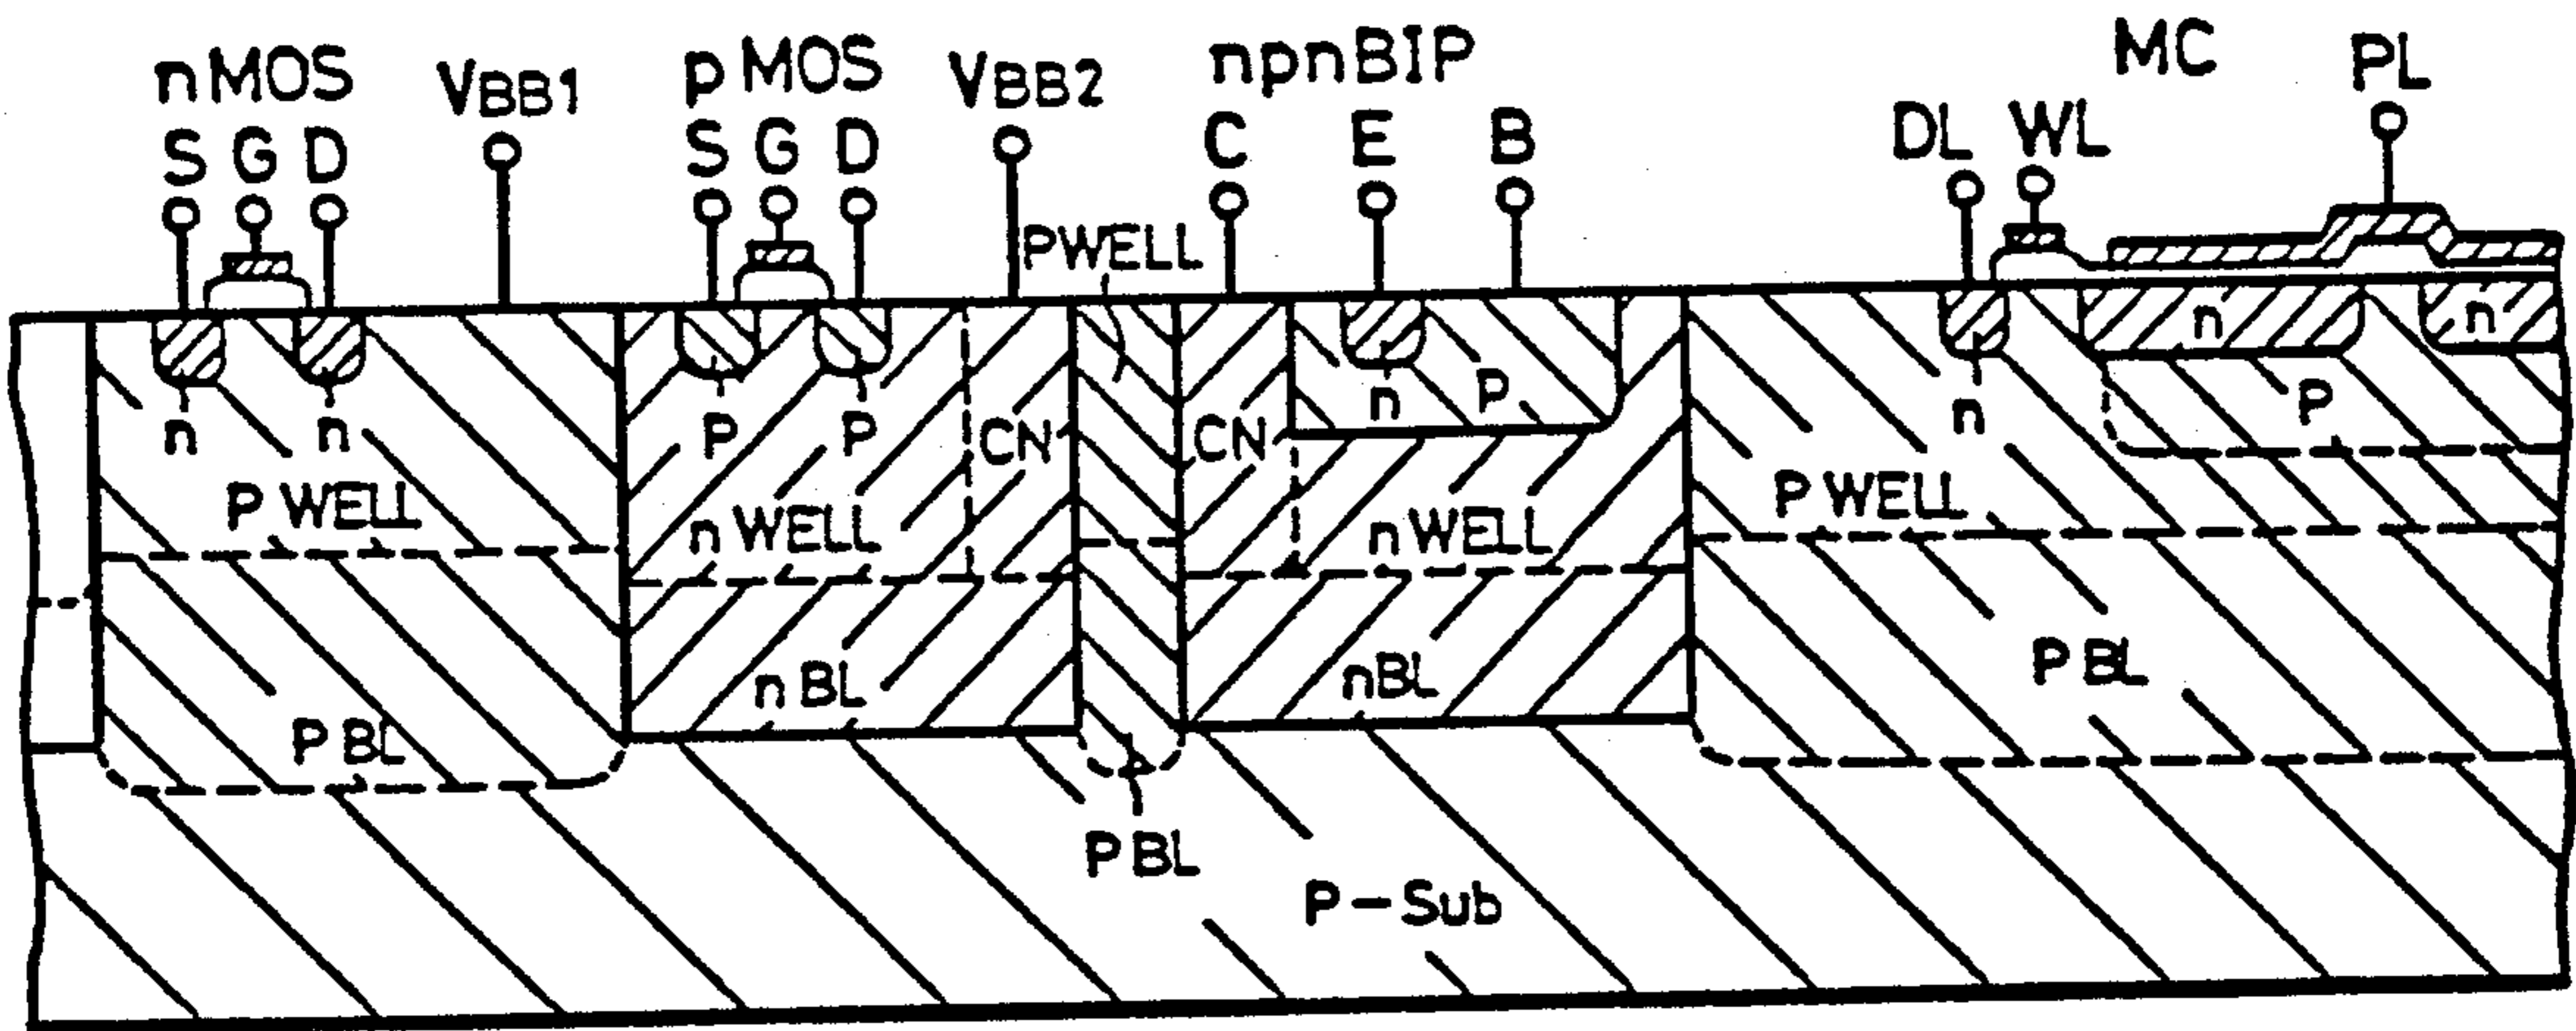 nMOS
VBB1
pMOS
VBB2
npnBIP
MC
PL
S G D
S G D
C E B
DL WL
PWELL
n n
P P
CN
CN
n P
n
n
n
P
P WELL
n WELL
n WELL
P WELL
P BL
n BL
nBL
P BL
P BL
P-Sub